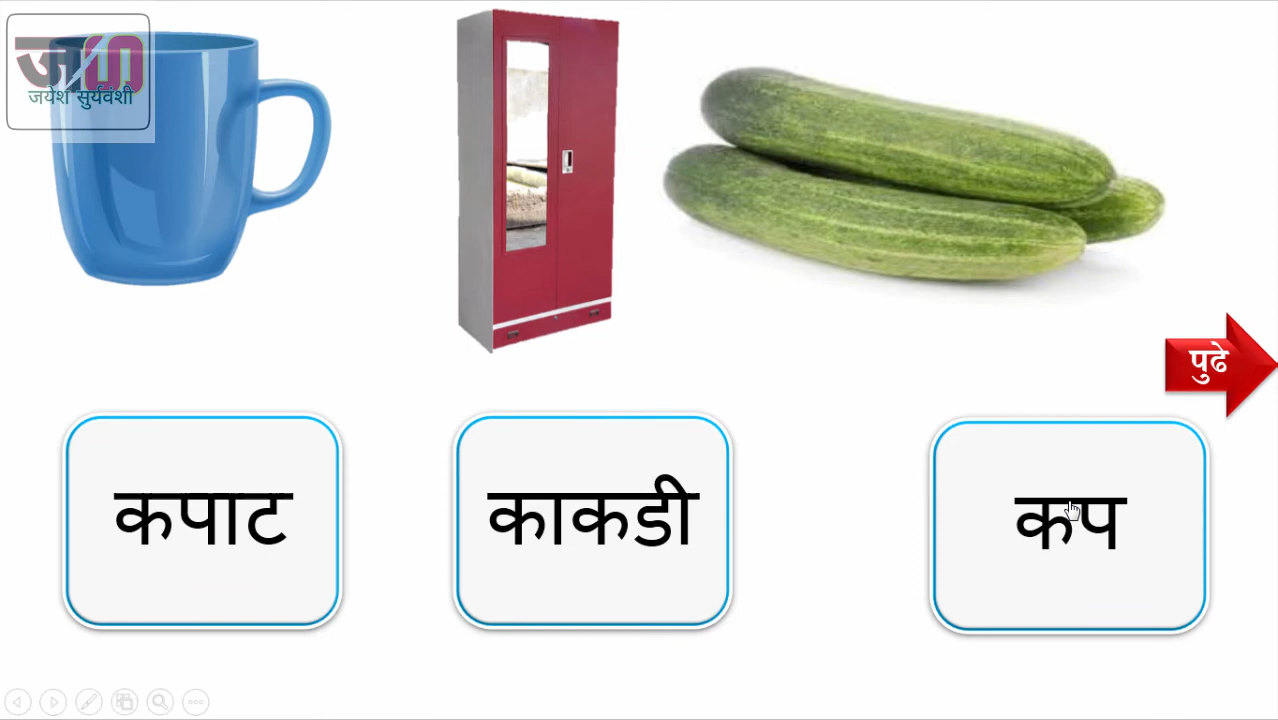 जयेश सुर्यवंशी
पुढे
कपाट
काकडी
कप